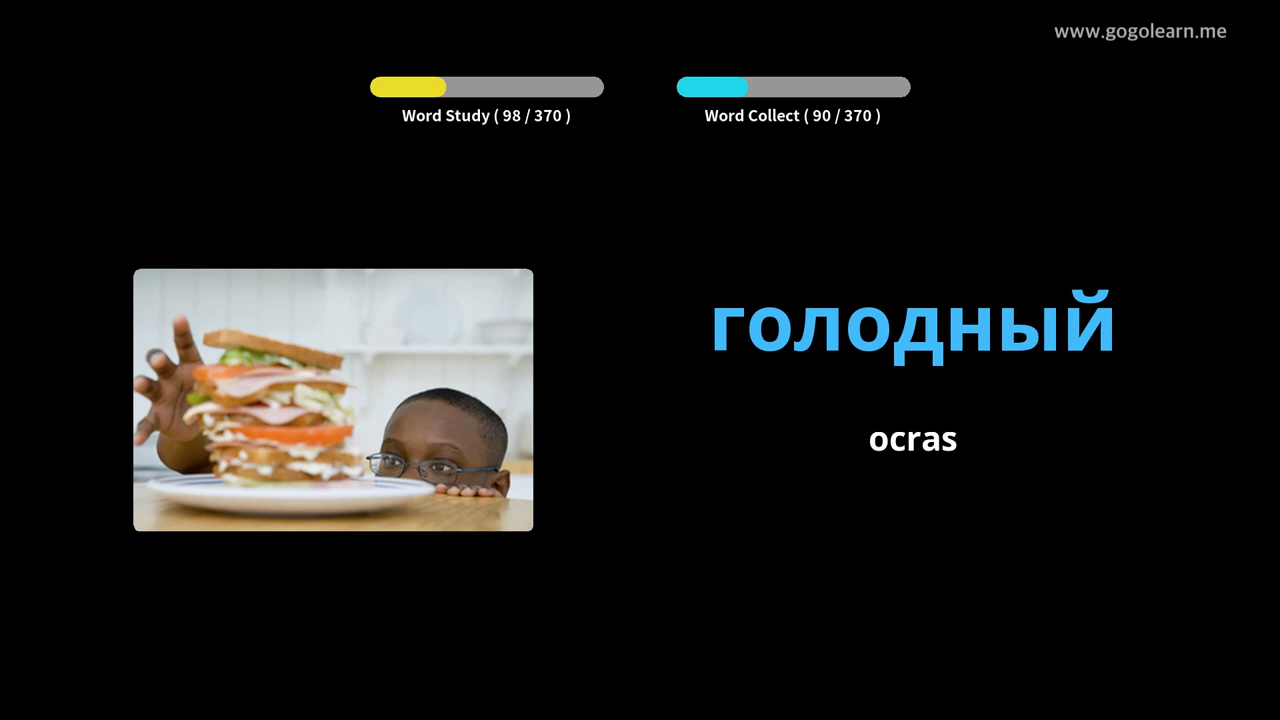 www.gogolearn.me
Word Study ( 98 / 370 )
Word Collect ( 90 / 370 )
голодный
ocras